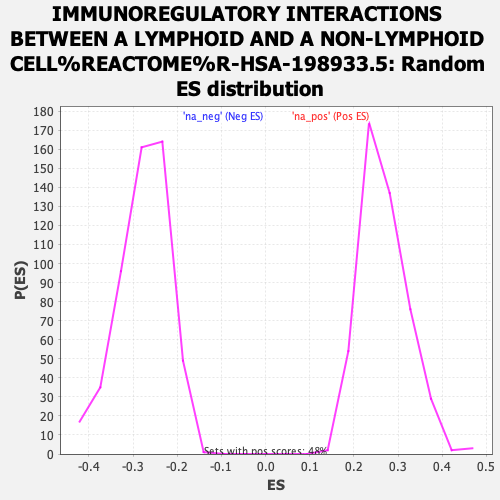 IMMUNOREGULATORY INTERACTIONS
BETWEEN A LYMPHOID AND A NON-LYMPHOID
CELL%REACTOME%R-HSA-198933.5: Random
ES distribution
'na_neg' (Neg ES) 'na_pos' (Pos ES)
180
170
160
150
140
130
120
110
100
90
80
70
60
50
40
30
20
10
0
P(ES)
Sets with pos scores: 48%
-0.4 -0.3 -0.2 -0.1 0.0 0.1 0.2 0.3 0.4 0.5
ES